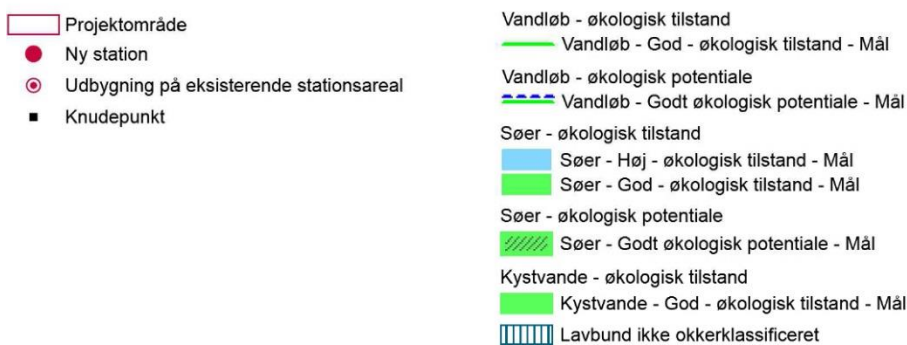 Projektområde
Ny station
Udbygning på eksisterende stationsareal
Knudepunkt
Vandløb - økologisk tilstand
Vandløb - God - økologisk tilstand - Mål
Vandløb - økologisk potentiale
Vandløb - Godt økologisk potentiale - Mål
Søer - økologisk tilstand
Søer - Høj - økologisk tilstand - Mål
Søer - God - økologisk tilstand - Mål
Søer - økologisk potentiale
Søer - Godt økologisk potentiale - Mål
Kystvande - økologisk tilstand
Kystvande - God - økologisk tilstand - Mål
Lavbund ikke okkerklassificeret